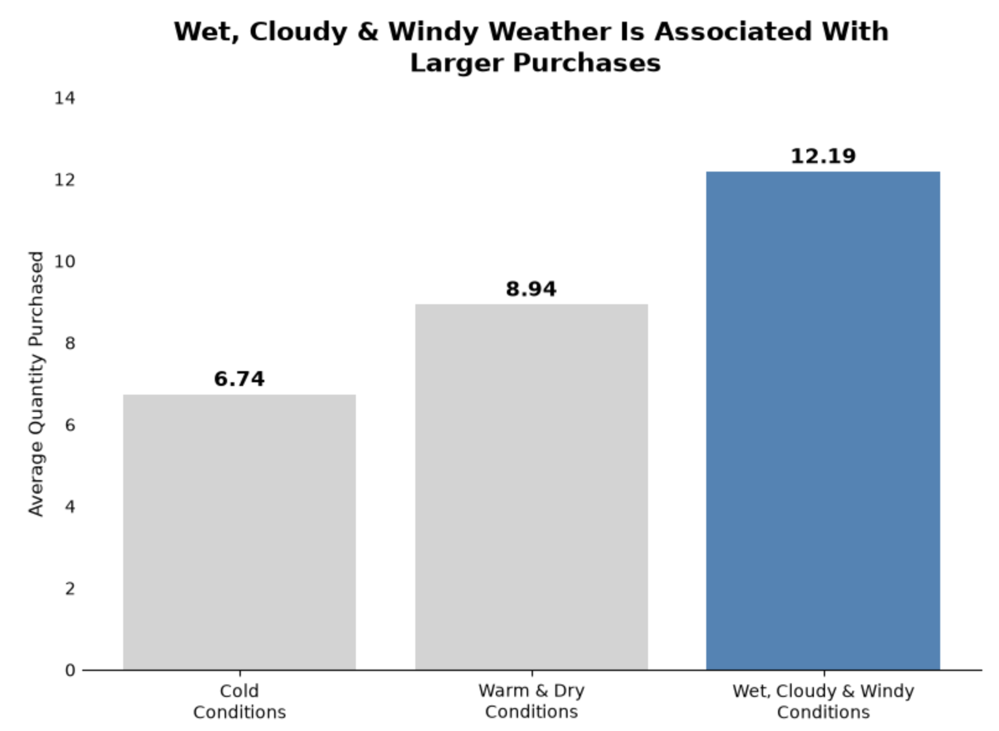 Wet, Cloudy & Windy Weather Is Associated With
Larger Purchases
14
12
10
8
6
4
2
0
Average Quantity Purchased
6.74
8.94
12.19
Cold
Conditions
Warm & Dry
Conditions
Wet, Cloudy & Windy
Conditions